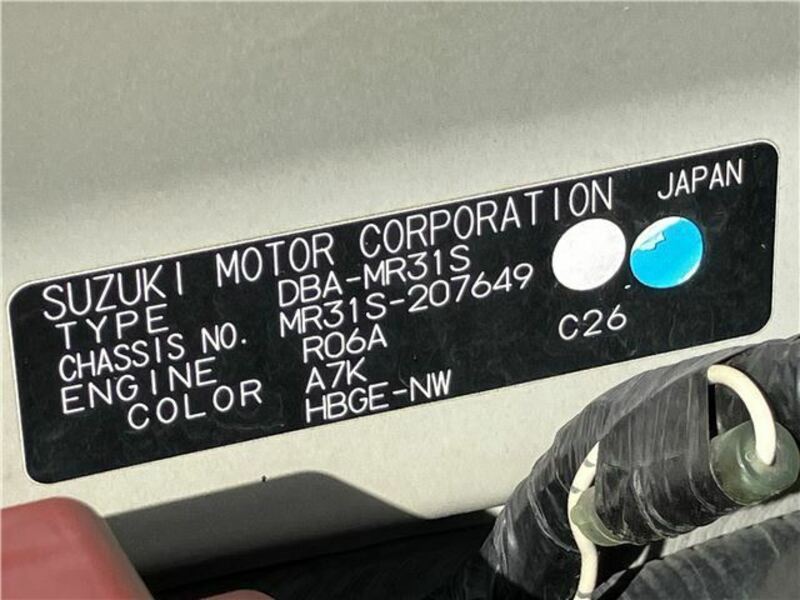 SUZUKI MOTOR CORPORATION JAPAN
TYPE DBA-MR31S
CHASSIS NO. MR31S-207649
ENGINE R06A C26
COLOR A7K
HBGE-NW